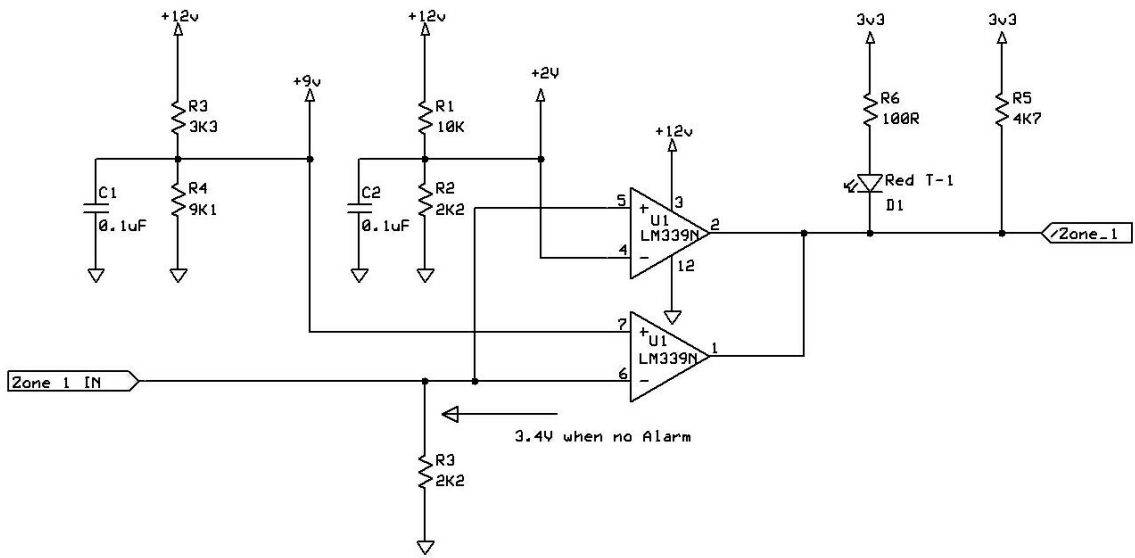 +12v
+12v
3v3
3v3
+9v
+2V
R3
3K3
R1
10K
R6
100R
R5
4K7
+12v
C1
0.1uF
R4
9K1
C2
0.1uF
R2
2K2
Red T-1
D1
5
+
3
U1
LM339N
2
4
-
12
/Zone_1
7
+
U1
LM339N
1
6
-
Zone 1 IN
3.4V when no Alarm
R3
2K2